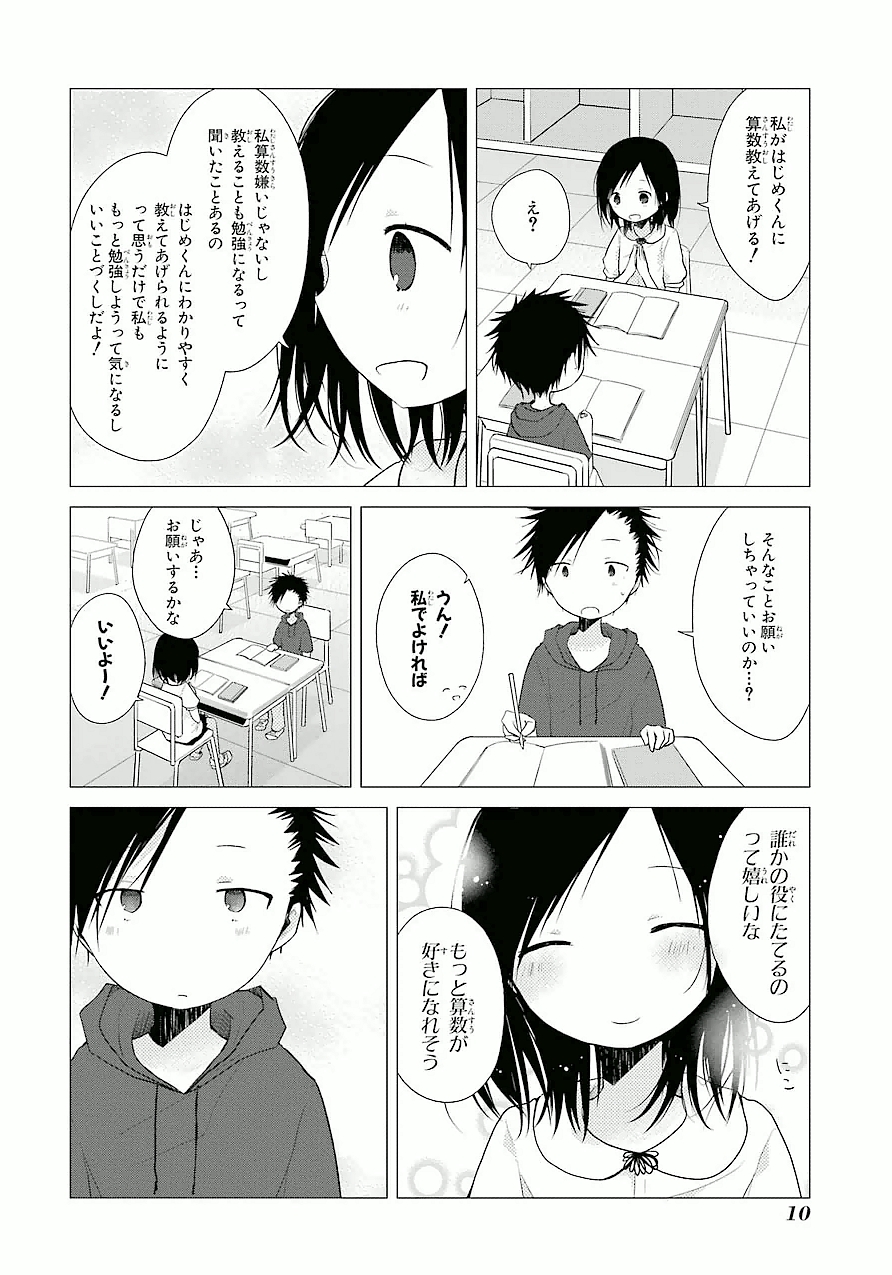 私がはじめくんに
算数教えてあげる！
え？
私算数嫌いじゃないし
教えることも勉強になるって
聞いたことあるの
はじめくんにわかりやすく
教えてあげられるように
って思うだけで私も
もっと勉強しようって気になるし
いいことづくしだよ！
そんなことお願い
しちゃっていいのか…？
うん！
私でよければ
じゃあ…
お願いするかな
いいよー！
誰かの役にたてるの
って嬉しいな
にこ
もっと算数が
好きになれそう
10